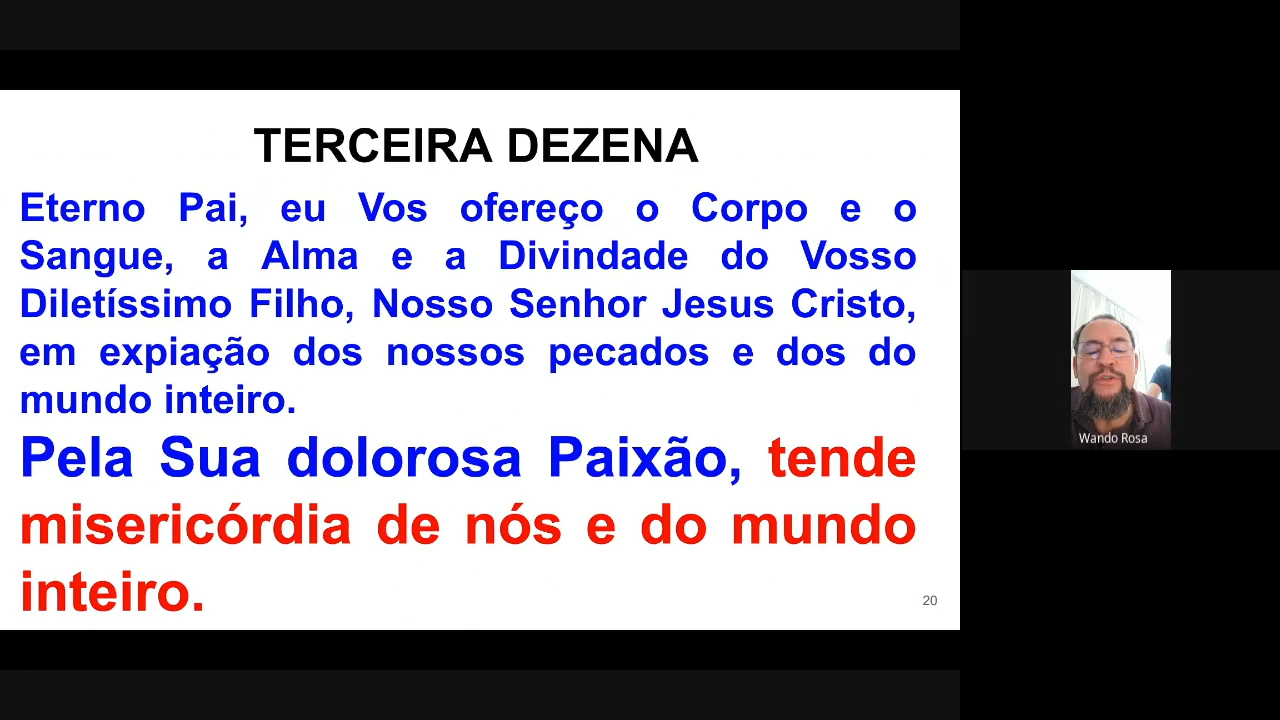 TERCEIRA DEZENA
Eterno Pai, eu Vos ofereço o Corpo e o
Sangue, a Alma e a Divindade do Vosso
Diletíssimo Filho, Nosso Senhor Jesus Cristo,
em expiação dos nossos pecados e dos do
mundo inteiro.
Pela Sua dolorosa Paixão, tende
misericórdia de nós e do mundo
inteiro.
20
Wando Rosa